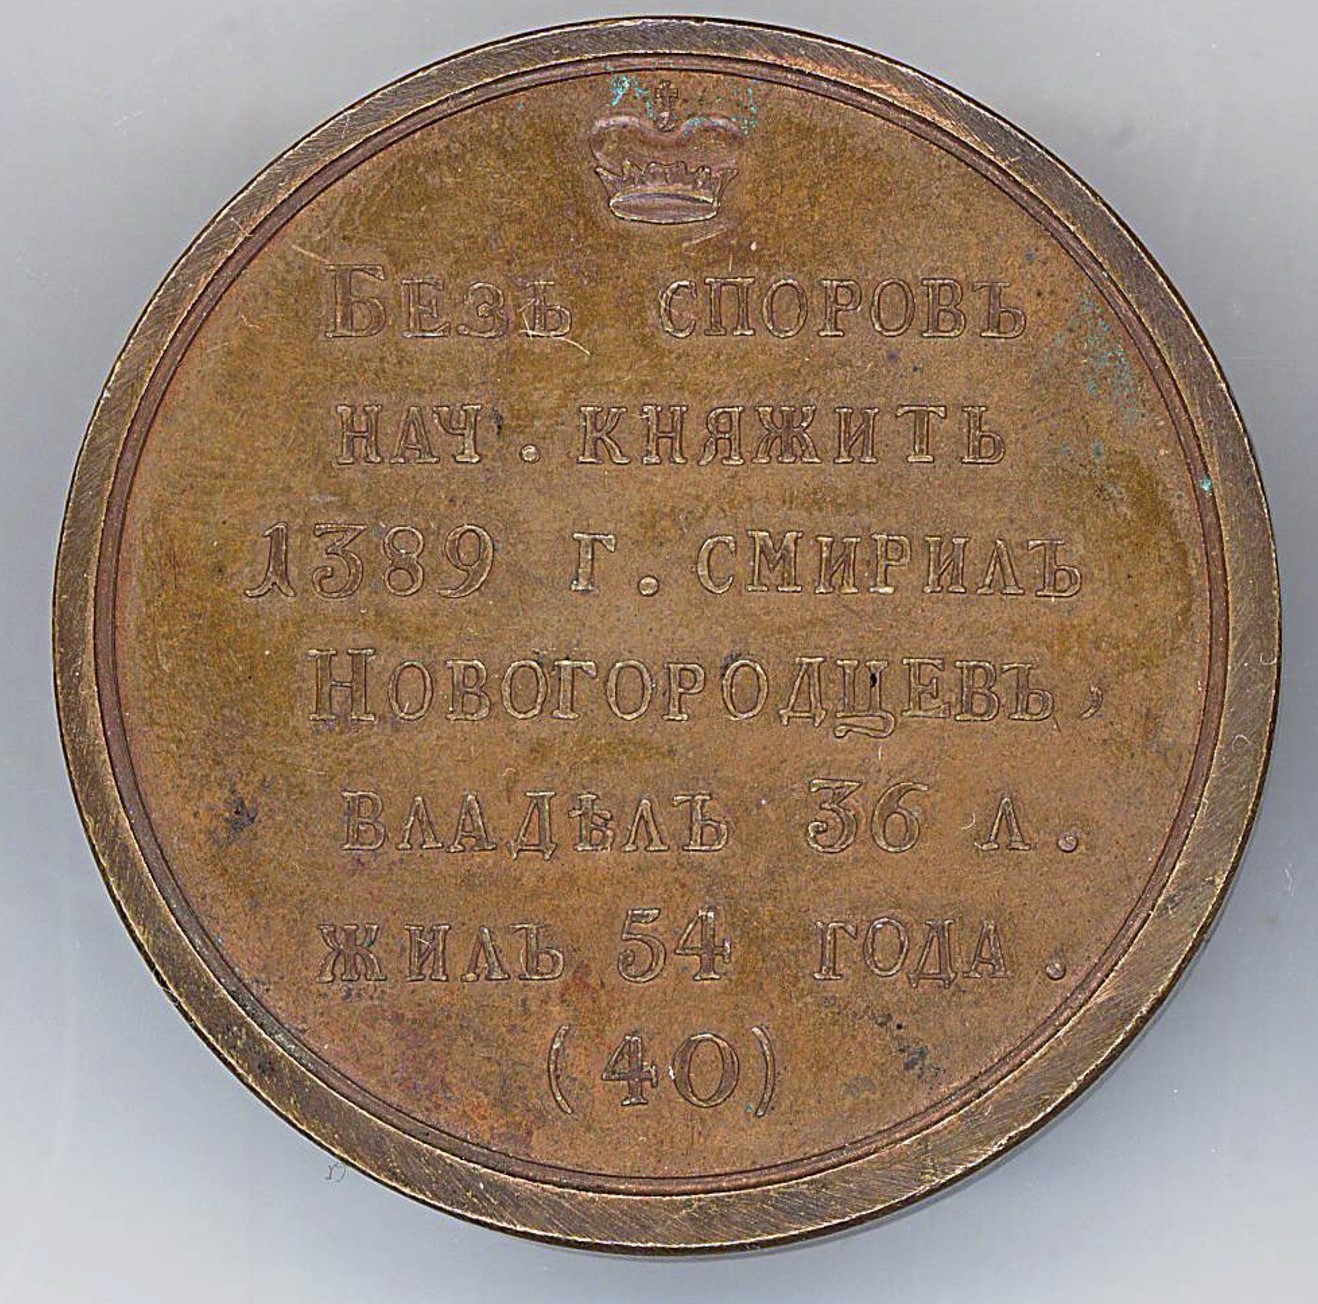 Безъ споровъ
нач. княжить
1389 г. смирилъ
Новогородцевъ,
владѣлъ 36 л.
жилъ 54 года.
(40)